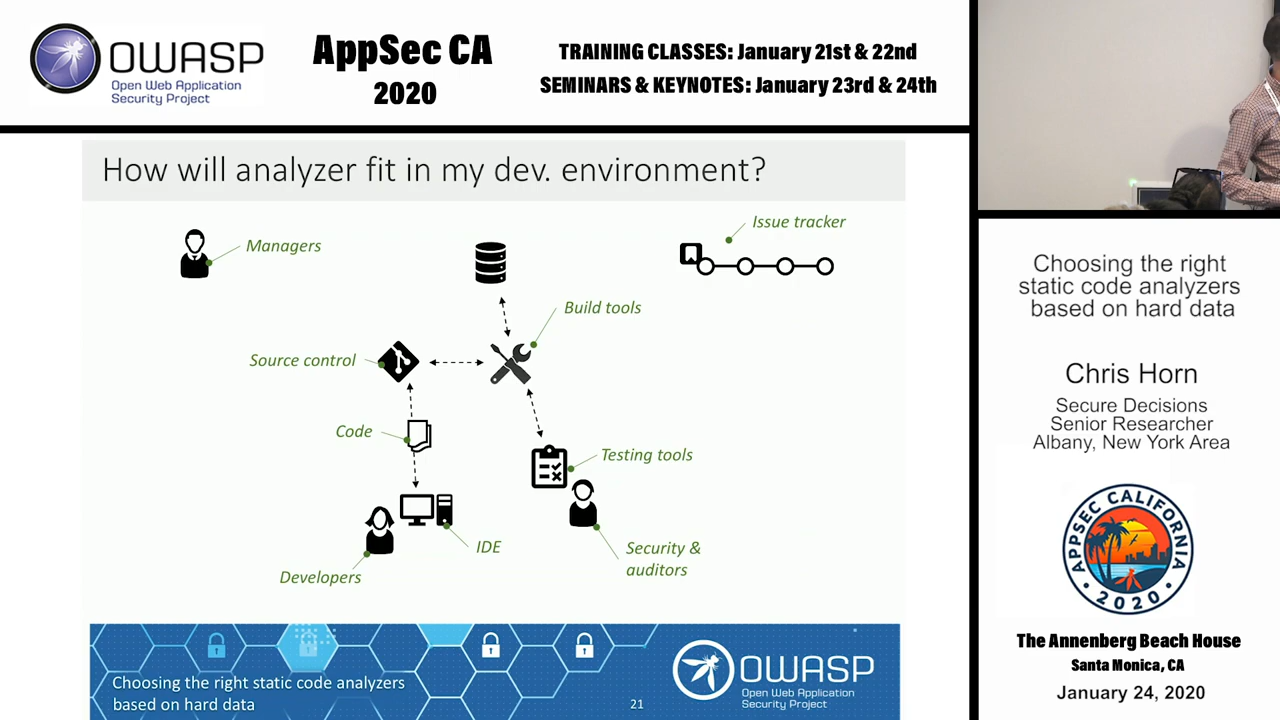 OWASP
Open Web Application
Security Project
AppSec CA
2020
TRAINING CLASSES: January 21st & 22nd
SEMINARS & KEYNOTES: January 23rd & 24th
How will analyzer fit in my dev. environment?
Managers
Issue tracker
Build tools
Source control
Code
Testing tools
IDE
Security &
auditors
Developers
Choosing the right static code analyzers
based on hard data
21
OWASP
Open Web Application
Security Project
Choosing the right
static code analyzers
based on hard data
Chris Horn
Secure Decisions
Senior Researcher
Albany, New York Area
APPSEC CALIFORNIA
• 2020 •
The Annenberg Beach House
Santa Monica, CA
January 24, 2020